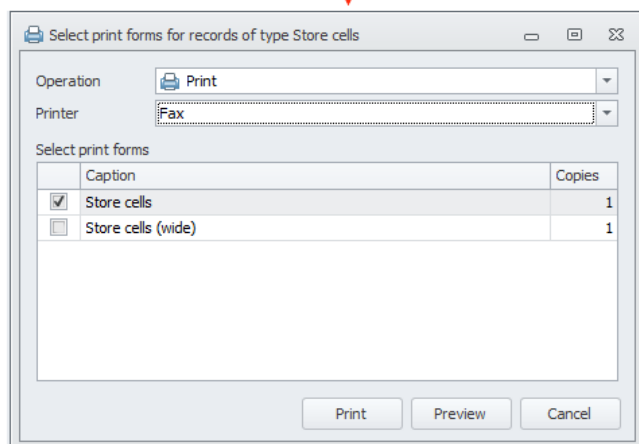 Select print forms for records of type Store cells
Operation Print
Printer Fax
Select print forms
Caption Copies
Store cells 1
Store cells (wide) 1
Print Preview Cancel